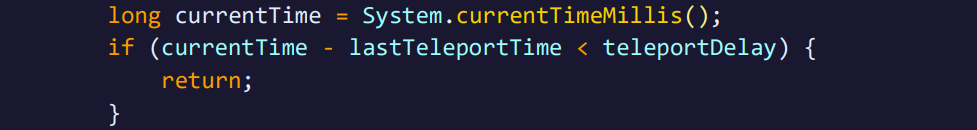 long currentTime = System.currentTimeMillis();
if (currentTime - lastTeleportTime < teleportDelay) {
return;
}